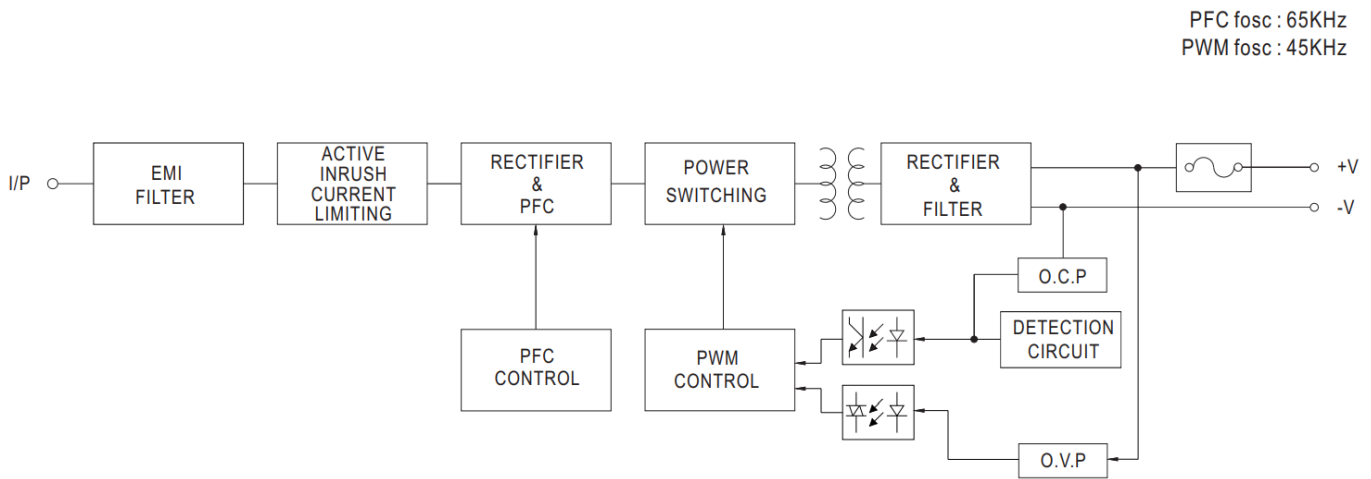 PFC fosc : 65KHz
PWM fosc : 45KHz
I/P
EMI
FILTER
ACTIVE
INRUSH
CURRENT
LIMITING
RECTIFIER
&
PFC
POWER
SWITCHING
RECTIFIER
&
FILTER
+V
-V
O.C.P
DETECTION
CIRCUIT
PFC
CONTROL
PWM
CONTROL
O.V.P